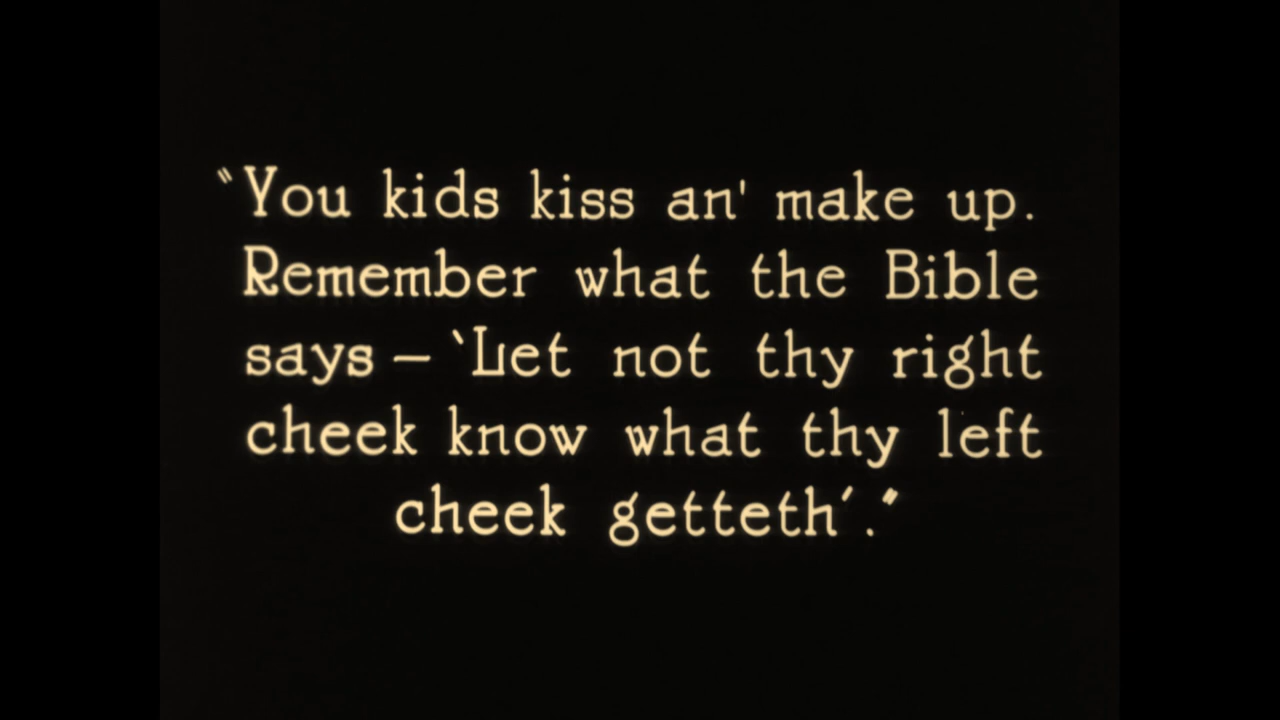 "You kids kiss an' make up.
Remember what the Bible
says – 'Let not thy right
cheek know what thy left
cheek getteth'."